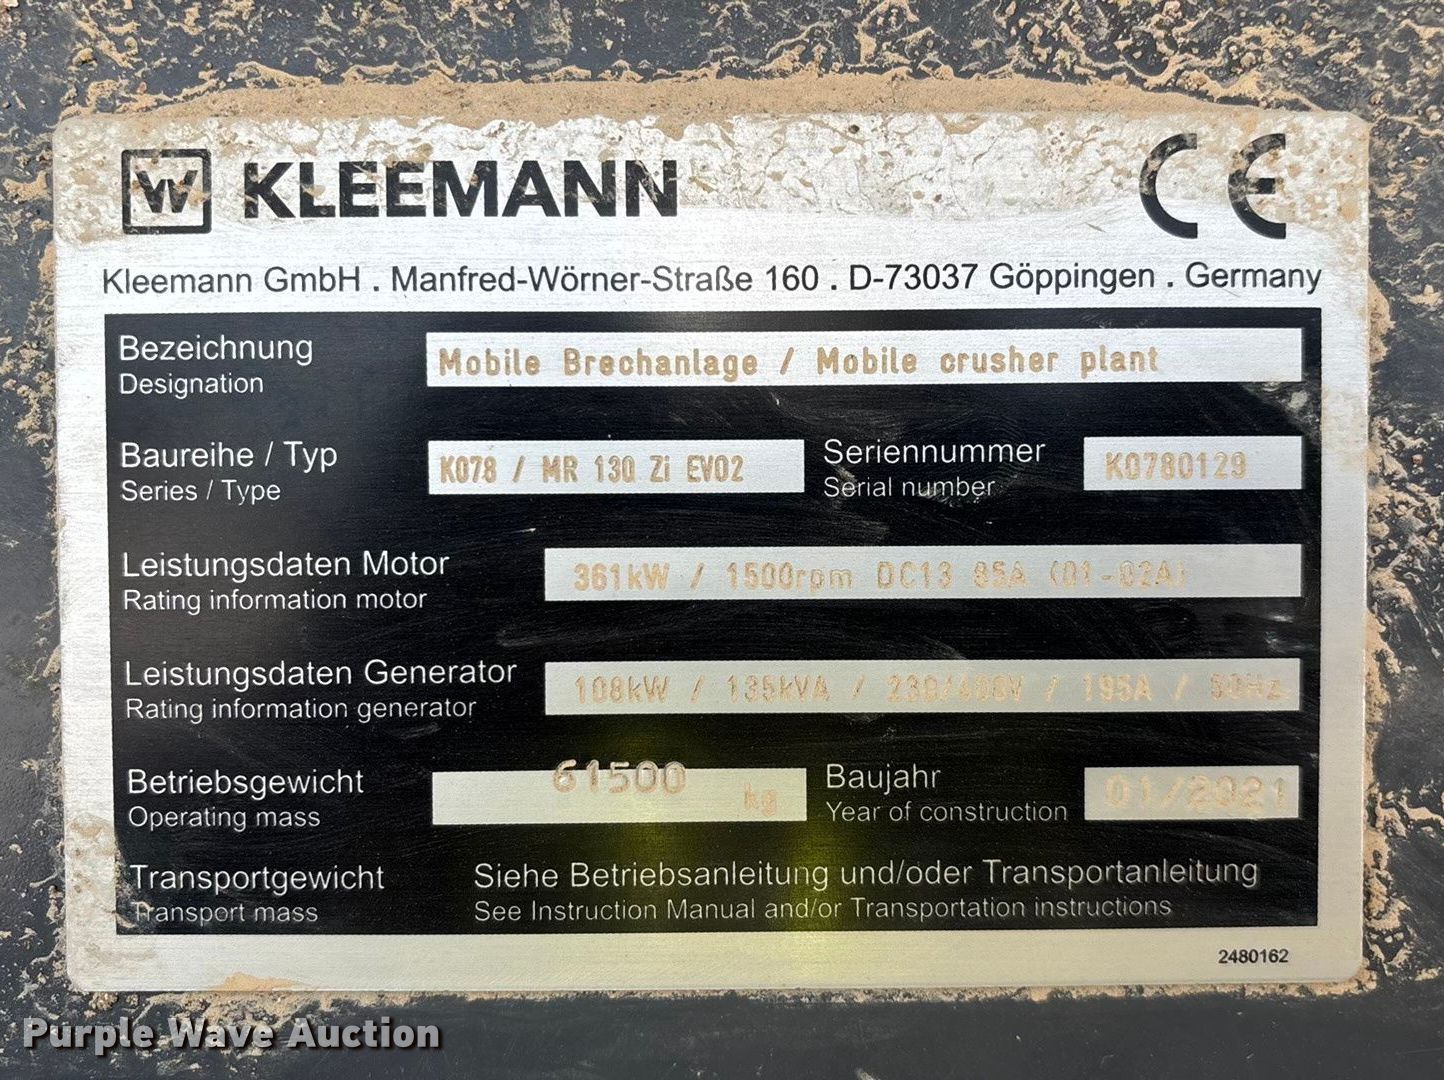 W KLEEMANN CE
Kleemann GmbH . Manfred-Wörner-Straße 160 . D-73037 Göppingen . Germany
Bezeichnung
Designation
Mobile Brechanlage / Mobile crusher plant
Baureihe / Typ
Series / Type
K078 / MR 130 Zi EVO2
Seriennummer
Serial number
K0780129
Leistungsdaten Motor
Rating information motor
361kW / 1500rpm DC13 85A (01-02A)
Leistungsdaten Generator
Rating information generator
108kW / 135kVA / 230/400V / 195A / 50Hz
Betriebsgewicht
Operating mass
61500 kg
Baujahr
Year of construction
01/2021
Transportgewicht
Transport mass
Siehe Betriebsanleitung und/oder Transportanleitung
See Instruction Manual and/or Transportation instructions
2480162
Purple Wave Auction